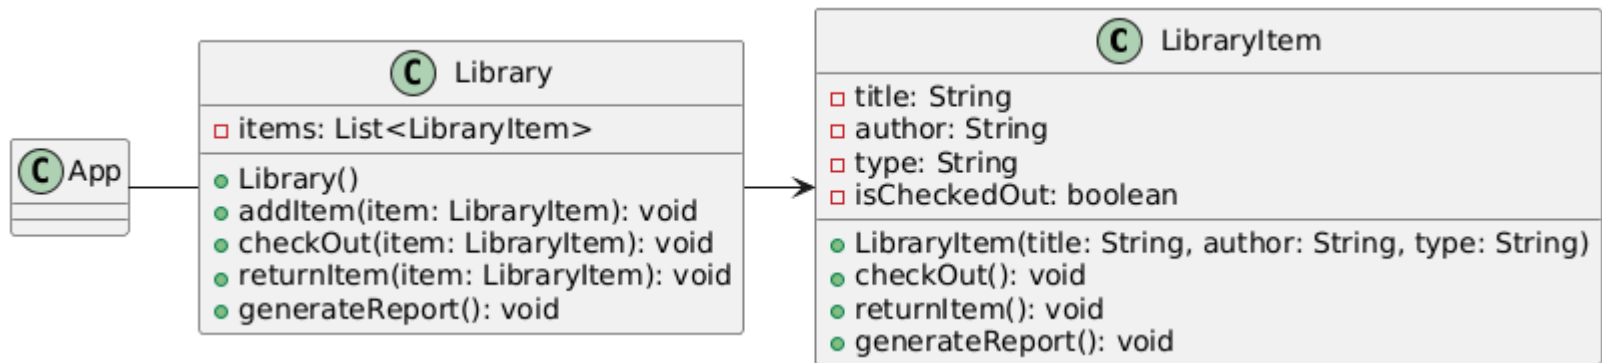 C App
C Library
items: List<LibraryItem>
Library()
addItem(item: LibraryItem): void
checkOut(item: LibraryItem): void
returnItem(item: LibraryItem): void
generateReport(): void
C LibraryItem
title: String
author: String
type: String
isCheckedOut: boolean
LibraryItem(title: String, author: String, type: String)
checkOut(): void
returnItem(): void
generateReport(): void